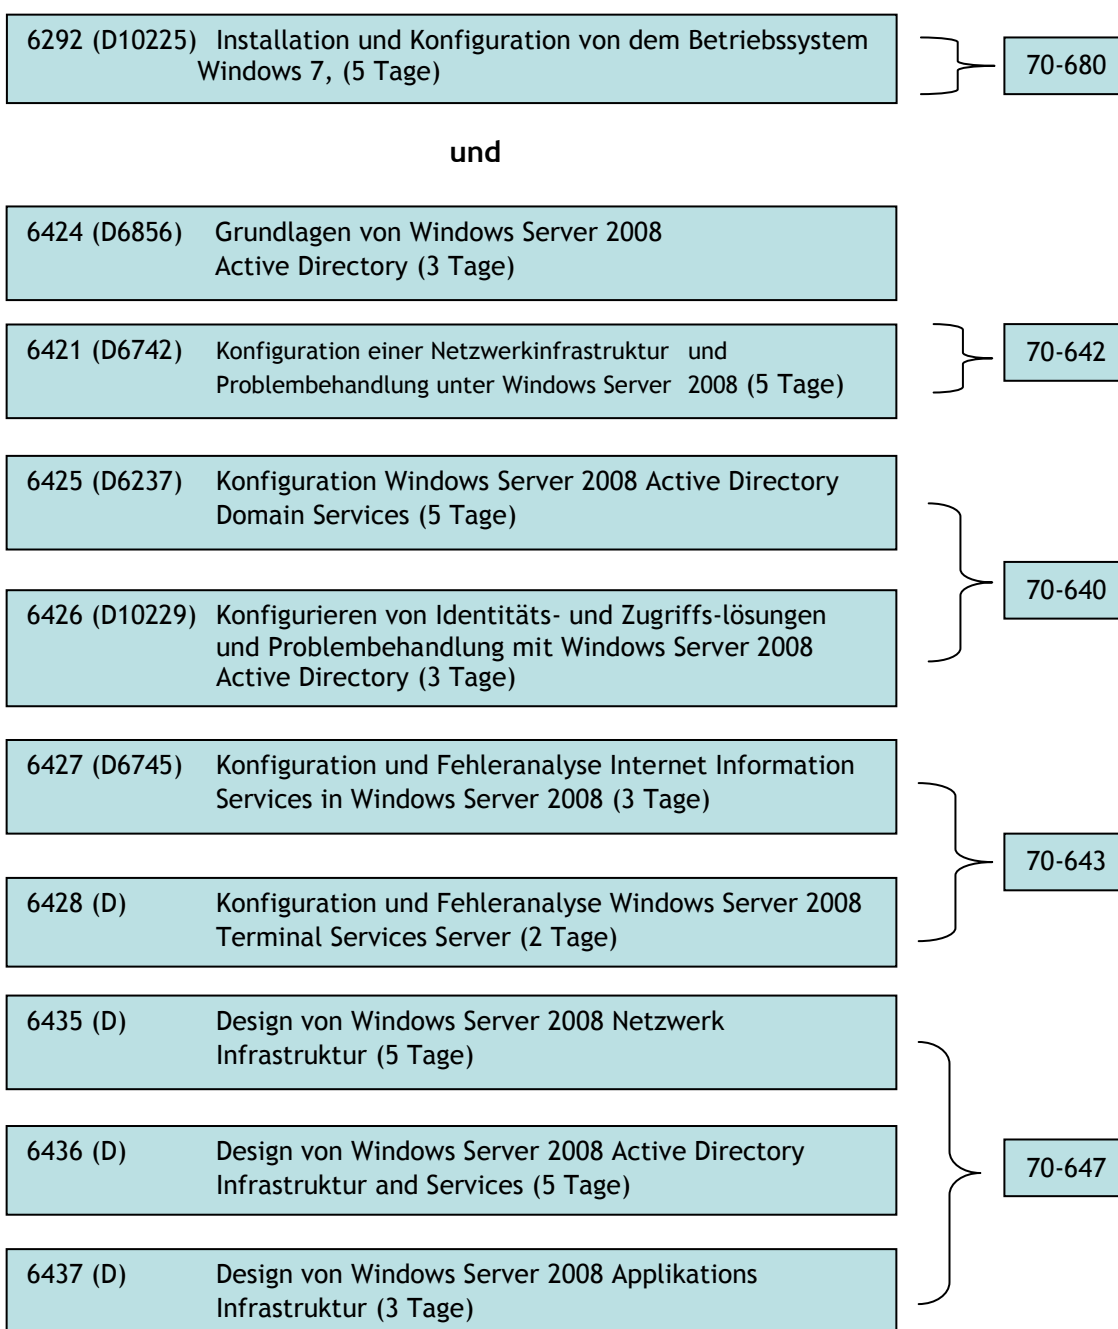 6292 (D10225) Installation und Konfiguration von dem Betriebssystem
Windows 7, (5 Tage)
70-680
und
6424 (D6856) Grundlagen von Windows Server 2008
Active Directory (3 Tage)
6421 (D6742) Konfiguration einer Netzwerkinfrastruktur und
Problembehandlung unter Windows Server 2008 (5 Tage)
70-642
6425 (D6237) Konfiguration Windows Server 2008 Active Directory
Domain Services (5 Tage)
6426 (D10229) Konfigurieren von Identitäts- und Zugriffs-lösungen
und Problembehandlung mit Windows Server 2008
Active Directory (3 Tage)
70-640
6427 (D6745) Konfiguration und Fehleranalyse Internet Information
Services in Windows Server 2008 (3 Tage)
6428 (D) Konfiguration und Fehleranalyse Windows Server 2008
Terminal Services Server (2 Tage)
70-643
6435 (D) Design von Windows Server 2008 Netzwerk
Infrastruktur (5 Tage)
6436 (D) Design von Windows Server 2008 Active Directory
Infrastruktur and Services (5 Tage)
6437 (D) Design von Windows Server 2008 Applikations
Infrastruktur (3 Tage)
70-647